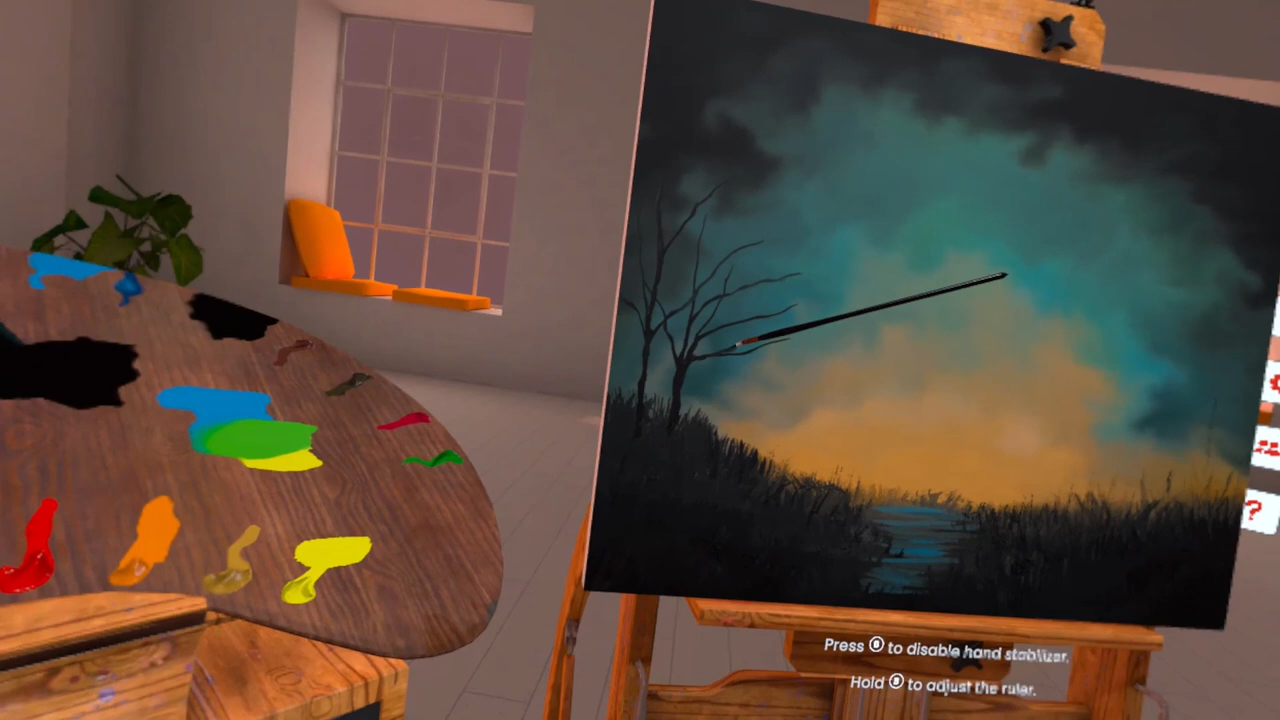 ?
Press Ⓑ to disable hand stabilizer.
Hold Ⓑ to adjust the ruler.